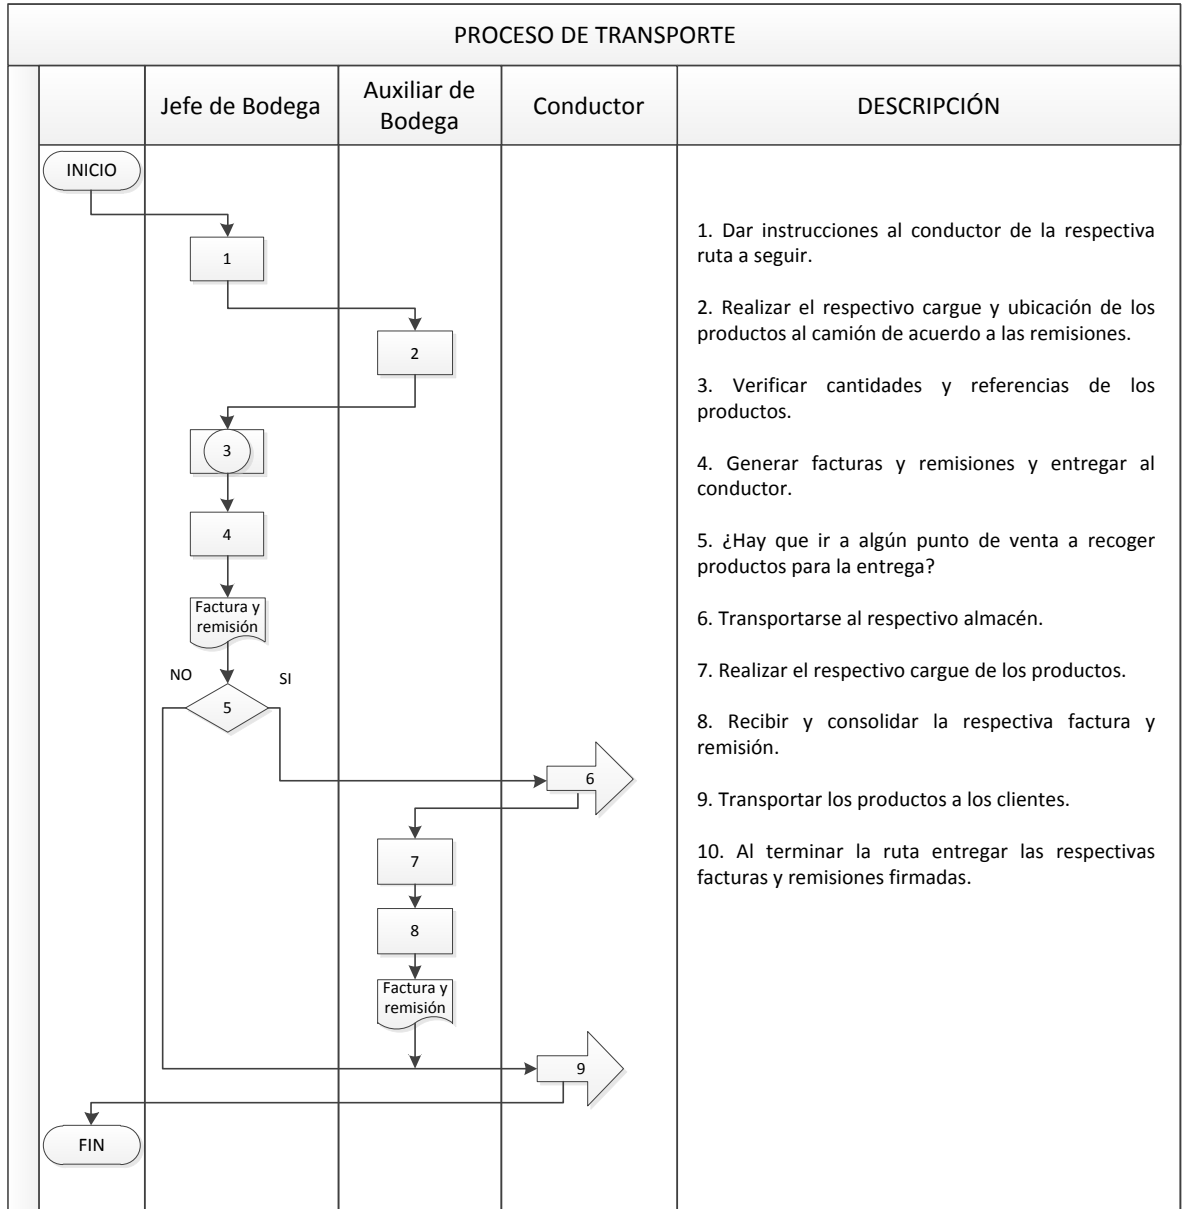 PROCESO DE TRANSPORTE
Jefe de Bodega
Auxiliar de
Bodega
Conductor
DESCRIPCIÓN
INICIO
1
2
3
4
Factura y
remisión
NO
SI
5
6
7
8
Factura y
remisión
9
FIN
1. Dar instrucciones al conductor de la respectiva
ruta a seguir.
2. Realizar el respectivo cargue y ubicación de los
productos al camión de acuerdo a las remisiones.
3. Verificar cantidades y referencias de los
productos.
4. Generar facturas y remisiones y entregar al
conductor.
5. ¿Hay que ir a algún punto de venta a recoger
productos para la entrega?
6. Transportarse al respectivo almacén.
7. Realizar el respectivo cargue de los productos.
8. Recibir y consolidar la respectiva factura y
remisión.
9. Transportar los productos a los clientes.
10. Al terminar la ruta entregar las respectivas
facturas y remisiones firmadas.